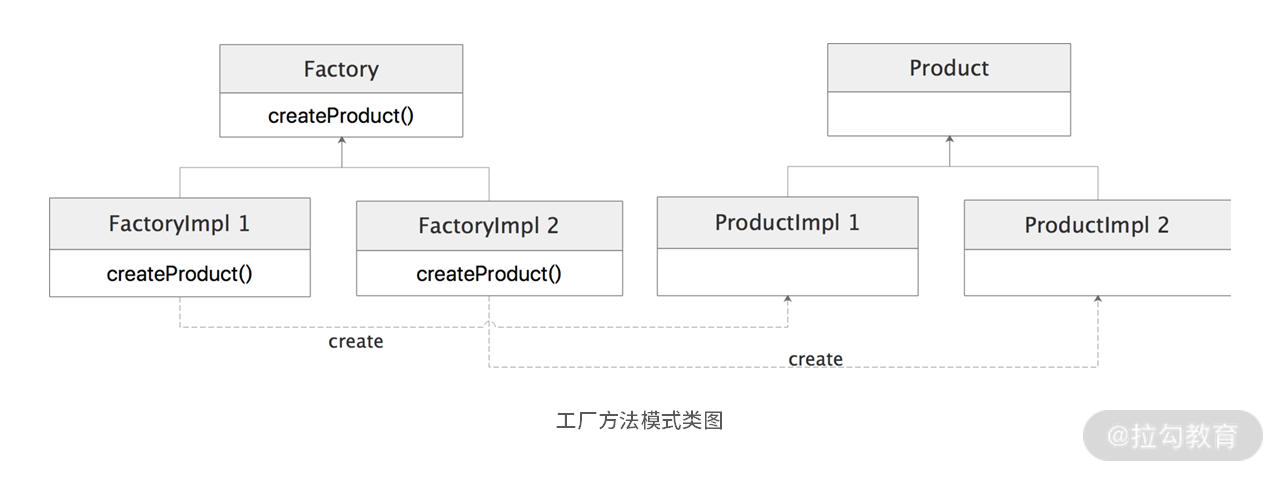 Factory
createProduct()
Product
FactoryImpl 1
createProduct()
FactoryImpl 2
createProduct()
ProductImpl 1
ProductImpl 2
create
create
工厂方法模式类图
@拉勾教育